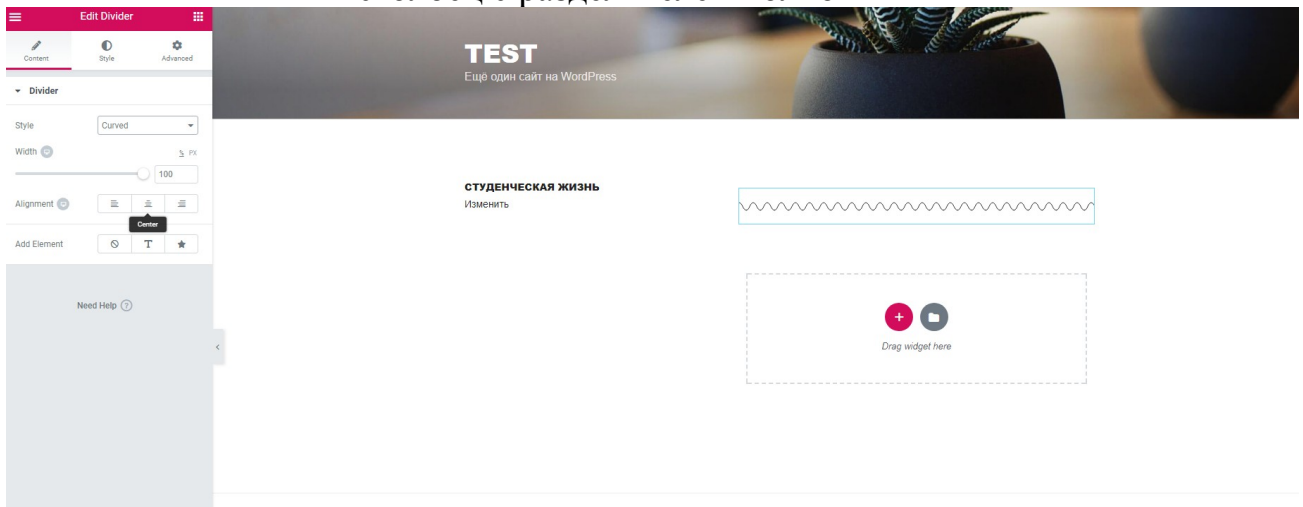 Edit Divider
Content Style Advanced
Divider
Style Curved
Width % PX
100
Alignment
Center
Add Element T
Need Help ?
TEST
Ещё один сайт на WordPress
СТУДЕНЧЕСКАЯ ЖИЗНЬ
Изменить
Drag widget here